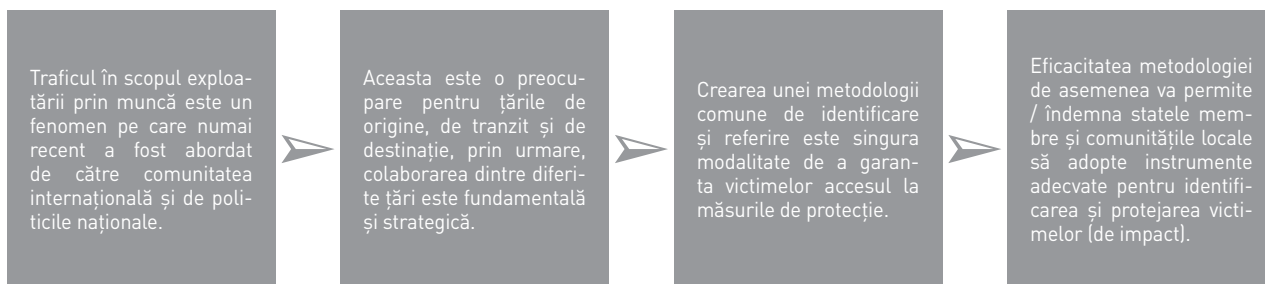 Traficul în scopul exploa-
tării prin muncă este un
fenomen pe care numai
recent a fost abordat
de către comunitatea
internațională și de poli-
ticile naționale.
Aceasta este o preocu-
pare pentru țările de
origine, de tranzit și de
destinație, prin urmare,
colaborarea dintre diferi-
te țări este fundamentală
și strategică.
Crearea unei metodologii
comune de identificare
și referire este singura
modalitate de a garan-
ta victimelor accesul la
măsurile de protecție.
Eficacitatea metodologiei
de asemenea va permite
/ îndemna statele mem-
bre și comunitățile locale
să adopte instrumente
adecvate pentru identifi-
carea și protejarea victi-
melor (de impact).